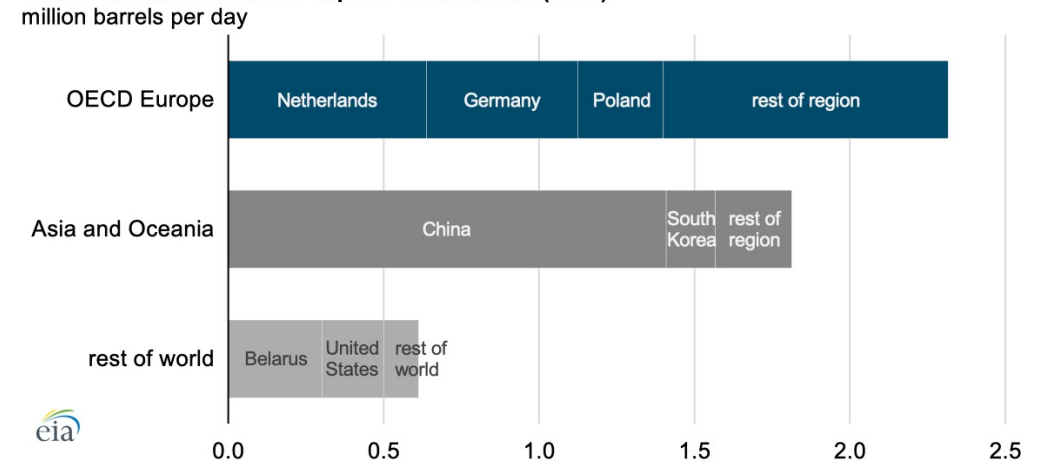 million barrels per day
OECD Europe
Netherlands
Germany
Poland
rest of region
Asia and Oceania
China
South
Korea
rest of
region
rest of world
Belarus
United
States
rest of
world
eia
0.0
0.5
1.0
1.5
2.0
2.5